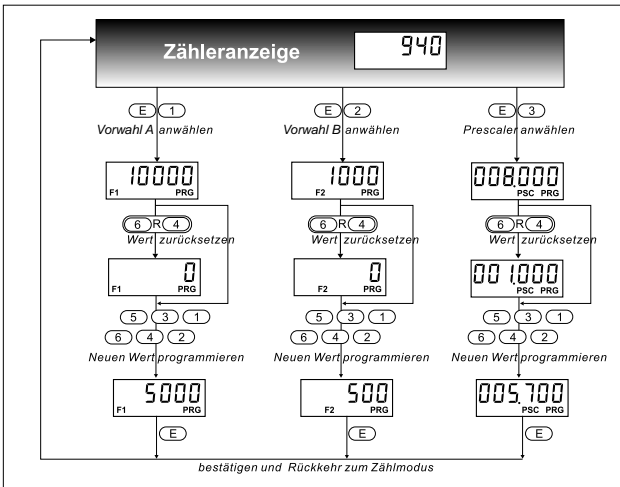 Zähleranzeige 940
E 1 E 2 E 3
Vorwahl A anwählen Vorwahl B anwählen Prescaler anwählen
10000 1000 008.000
F1 PRG F2 PRG PSC PRG
6 R 4 6 R 4 6 R 4
Wert zurücksetzen Wert zurücksetzen Wert zurücksetzen
0 0 001.000
F1 PRG F2 PRG PSC PRG
5 3 1 5 3 1 5 3 1
6 4 2 6 4 2 6 4 2
Neuen Wert programmieren Neuen Wert programmieren Neuen Wert programmieren
5000 500 005.700
F1 PRG F2 PRG PSC PRG
E E E
bestätigen und Rückkehr zum Zählmodus